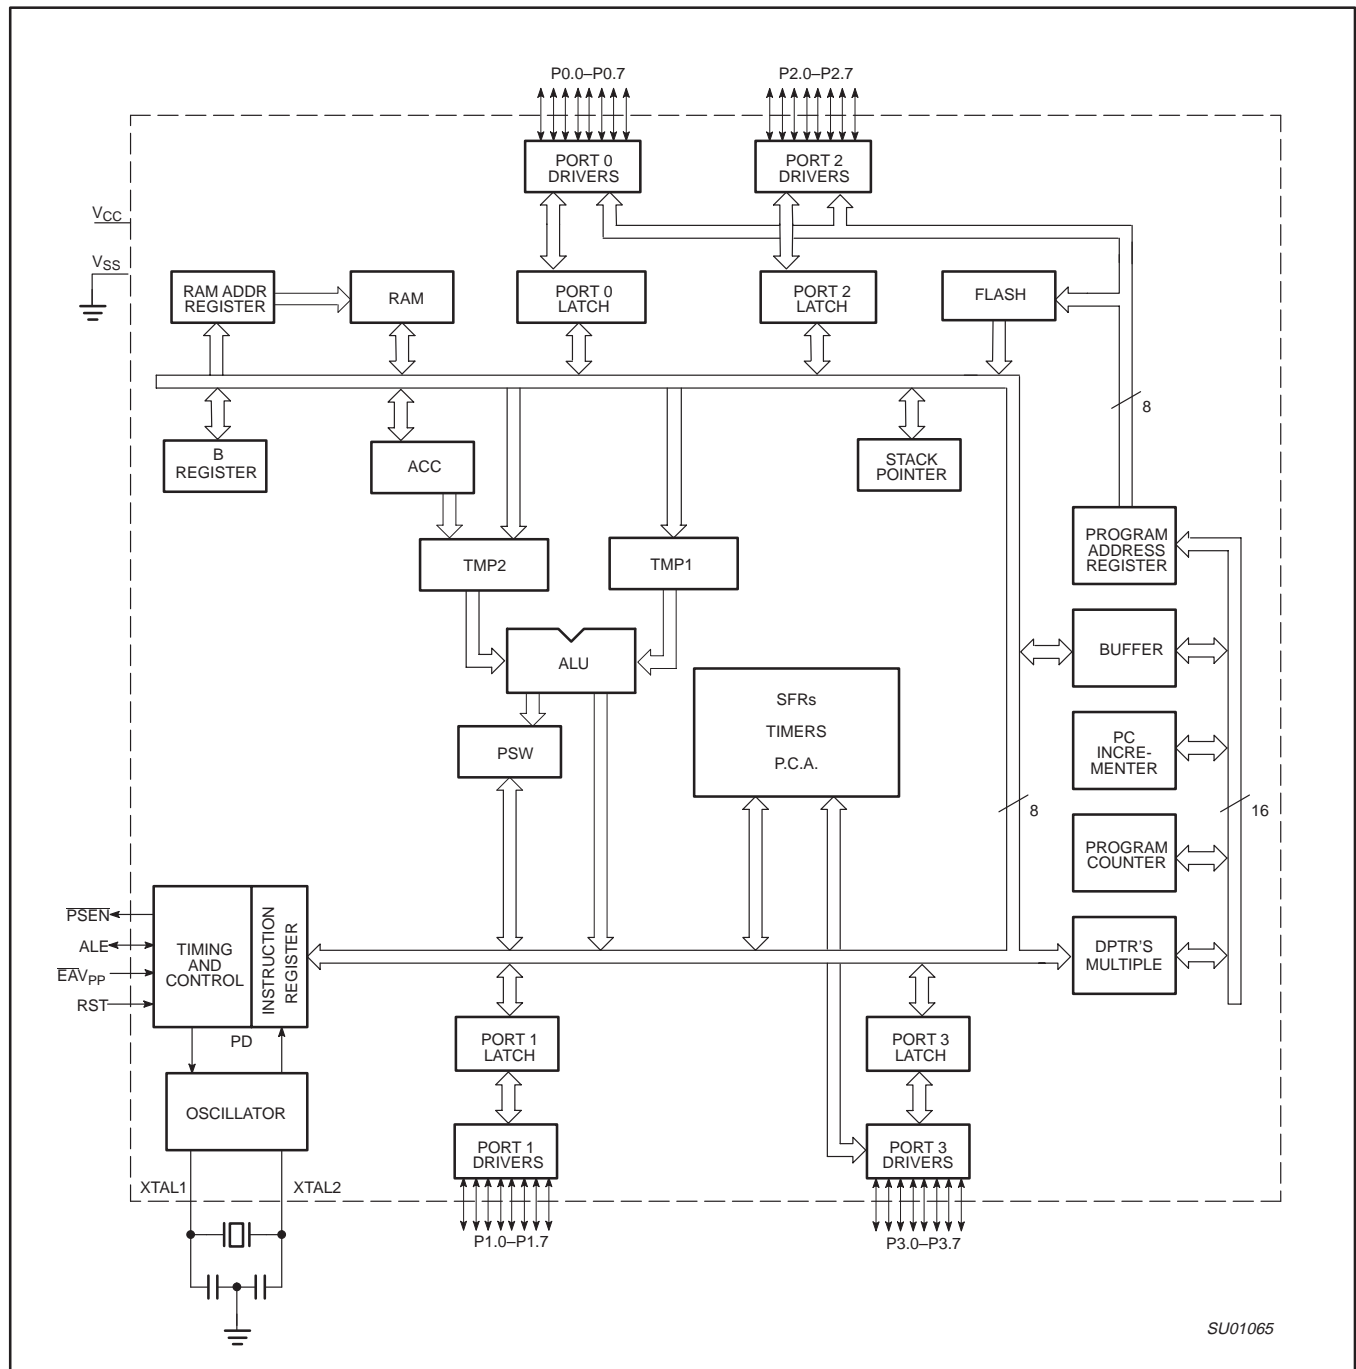 P0.0–P0.7
P2.0–P2.7
PORT 0
DRIVERS
PORT 2
DRIVERS
VCC
VSS
RAM ADDR
REGISTER
RAM
PORT 0
LATCH
PORT 2
LATCH
FLASH
8
B
REGISTER
ACC
STACK
POINTER
PROGRAM
ADDRESS
REGISTER
TMP2
TMP1
BUFFER
ALU
SFRs
TIMERS
P.C.A.
PSW
PC
INCRE-
MENTER
8
16
PROGRAM
COUNTER
PSEN
ALE
EAVPP
RST
TIMING
AND
CONTROL
INSTRUCTION
REGISTER
DPTR'S
MULTIPLE
PD
PORT 1
LATCH
PORT 3
LATCH
OSCILLATOR
PORT 1
DRIVERS
PORT 3
DRIVERS
XTAL1
XTAL2
P1.0–P1.7
P3.0–P3.7
SU01065